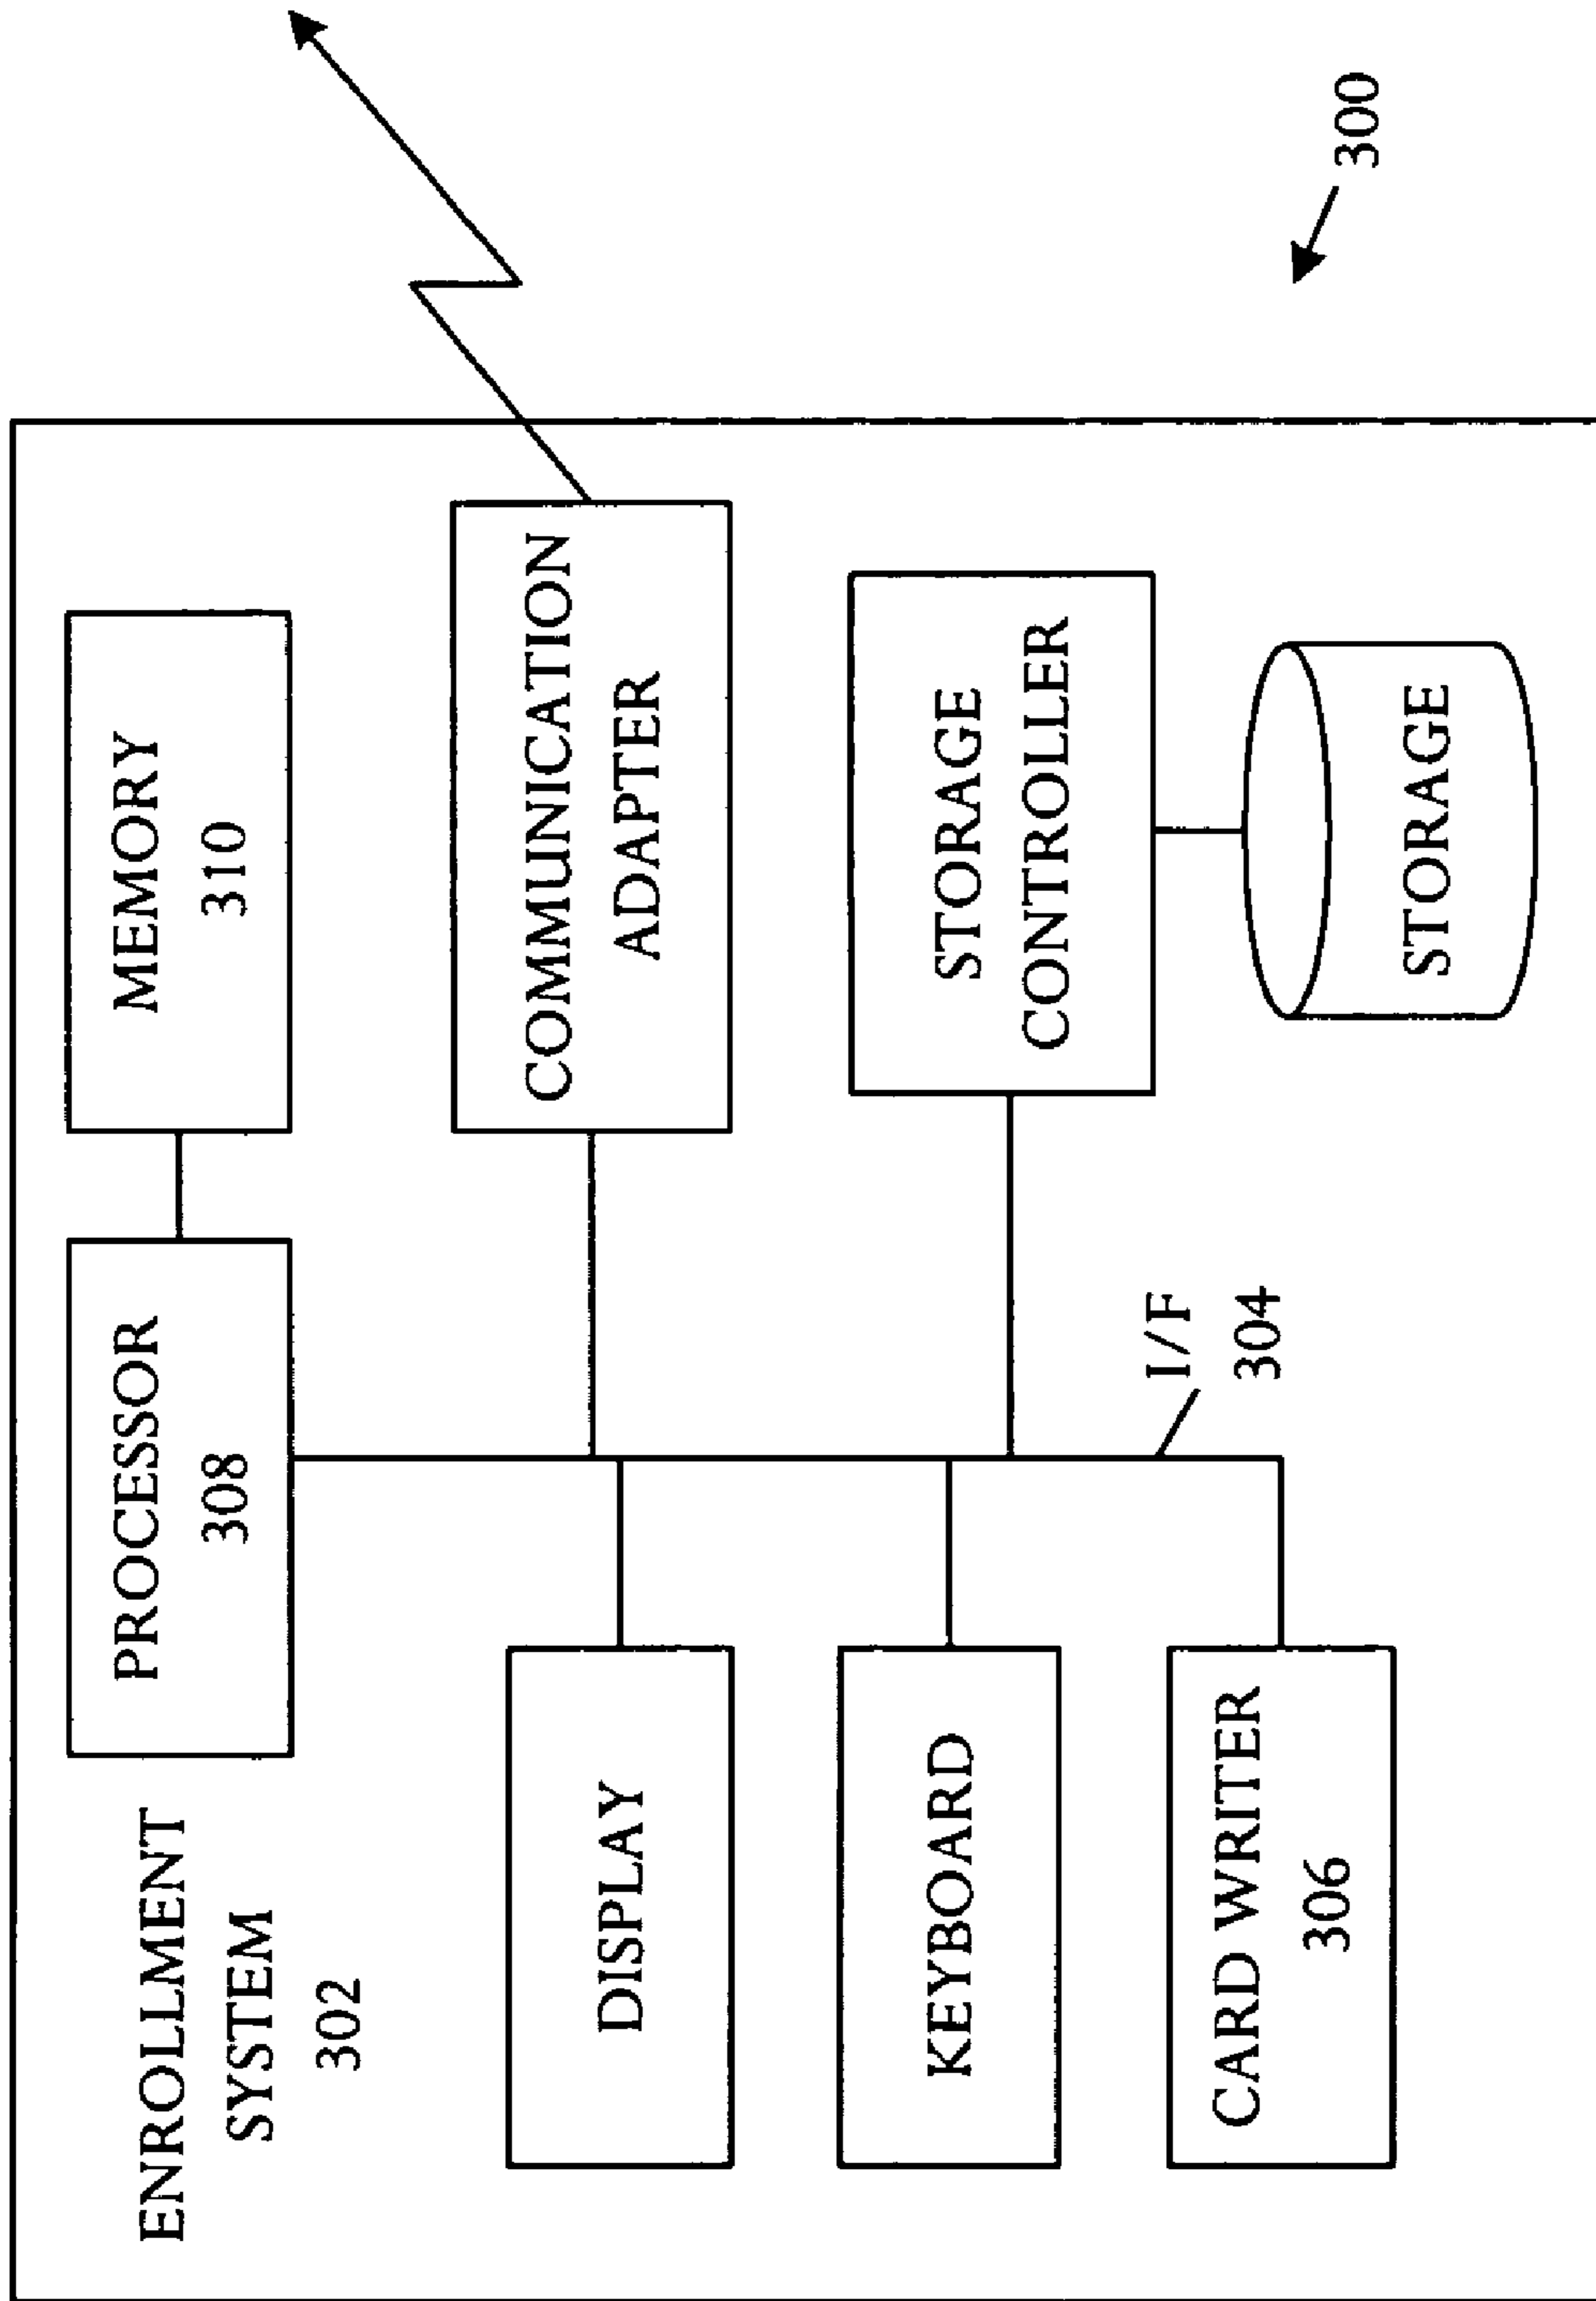 ENROLLMENT
SYSTEM
302
PROCESSOR
308
MEMORY
310
DISPLAY
COMMUNICATION
ADAPTER
KEYBOARD
STORAGE
CONTROLLER
CARD WRITER
306
I/F
304
STORAGE
300